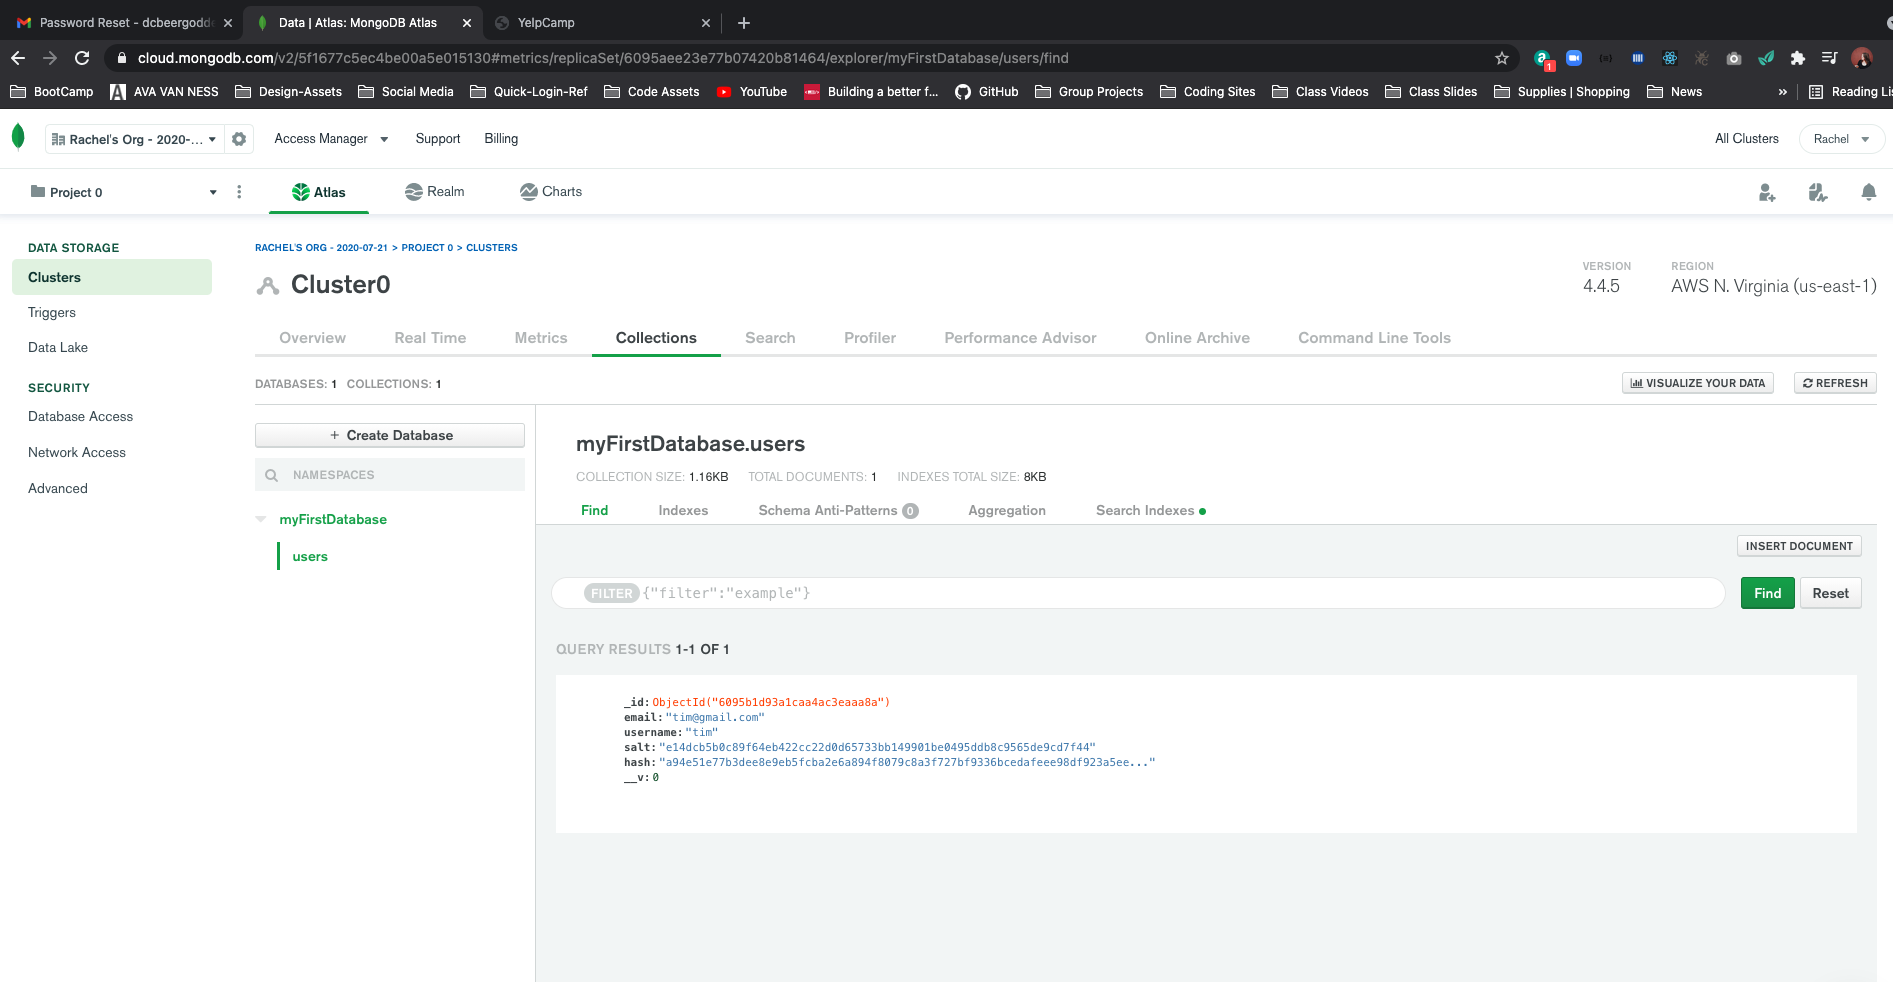 Password Reset - dcbeergodde
Data | Atlas: MongoDB Atlas
YelpCamp
cloud.mongodb.com/v2/5f1677c5ec4be00a5e015130#metrics/replicaSet/6095aee23e77b07420b81464/explorer/myFirstDatabase/users/find
1
BootCamp
AVA VAN NESS
Design-Assets
Social Media
Quick-Login-Ref
Code Assets
YouTube
Building a better f...
GitHub
Group Projects
Coding Sites
Class Videos
Class Slides
Supplies | Shopping
News
»
Reading Lis
Rachel's Org - 2020-...
Access Manager
Support
Billing
All Clusters
Rachel
Project 0
Atlas
Realm
Charts
DATA STORAGE
Clusters
Triggers
Data Lake
SECURITY
Database Access
Network Access
Advanced
RACHEL'S ORG - 2020-07-21 > PROJECT 0 > CLUSTERS
Cluster0
VERSION
4.4.5
REGION
AWS N. Virginia (us-east-1)
Overview
Real Time
Metrics
Collections
Search
Profiler
Performance Advisor
Online Archive
Command Line Tools
DATABASES: 1 COLLECTIONS: 1
VISUALIZE YOUR DATA
REFRESH
+ Create Database
NAMESPACES
myFirstDatabase
users
myFirstDatabase.users
COLLECTION SIZE: 1.16KB TOTAL DOCUMENTS: 1 INDEXES TOTAL SIZE: 8KB
Find
Indexes
Schema Anti-Patterns 0
Aggregation
Search Indexes
INSERT DOCUMENT
FILTER {"filter":"example"}
Find
Reset
QUERY RESULTS 1-1 OF 1
_id: ObjectId("6095b1d93a1caa4ac3eaaa8a")
email: "tim@gmail.com"
username: "tim"
salt: "e14dcb5b0c89f64eb422cc22d0d65733bb149901be0495ddb8c9565de9cd7f44"
hash: "a94e51e77b3dee8e9eb5fcba2e6a894f8079c8a3f727bf9336bcedafeee98df923a5ee..."
__v: 0